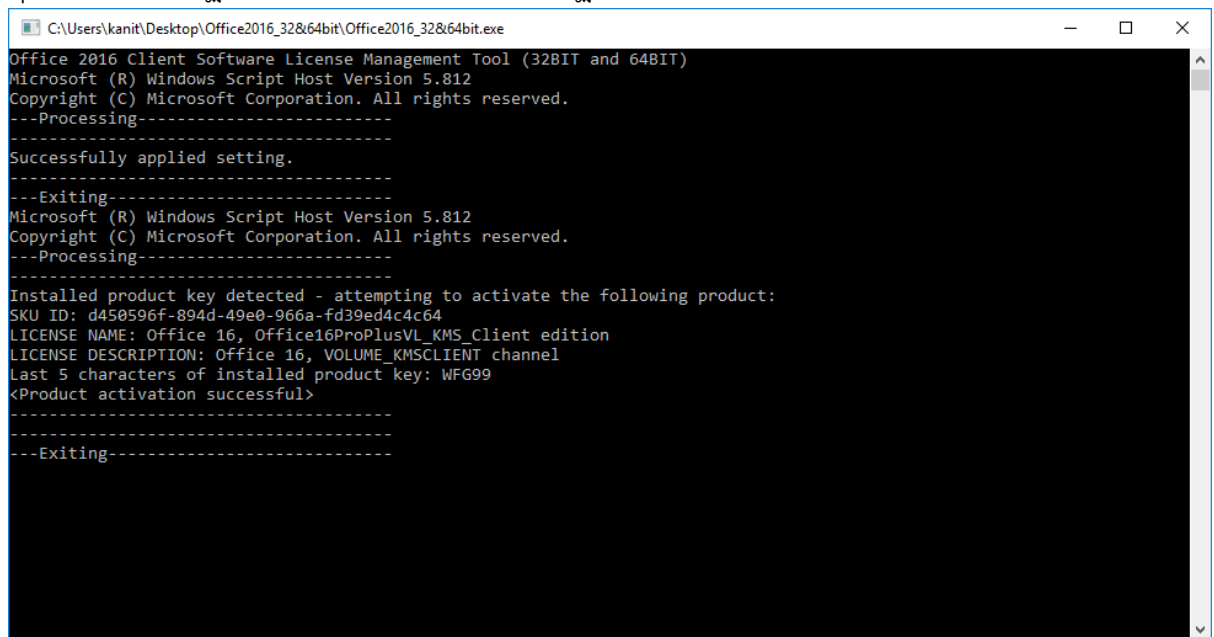 C:\Users\kanit\Desktop\Office2016_32&64bit\Office2016_32&64bit.exe
Office 2016 Client Software License Management Tool (32BIT and 64BIT)
Microsoft (R) Windows Script Host Version 5.812
Copyright (C) Microsoft Corporation. All rights reserved.
---Processing--------------------------
---------------------------------------
Successfully applied setting.
---------------------------------------
---Exiting-----------------------------
Microsoft (R) Windows Script Host Version 5.812
Copyright (C) Microsoft Corporation. All rights reserved.
---Processing--------------------------
---------------------------------------
Installed product key detected - attempting to activate the following product:
SKU ID: d450596f-894d-49e0-966a-fd39ed4c4c64
LICENSE NAME: Office 16, Office16ProPlusVL_KMS_Client edition
LICENSE DESCRIPTION: Office 16, VOLUME_KMSCLIENT channel
Last 5 characters of installed product key: WFG99
<Product activation successful>
---------------------------------------
---------------------------------------
---Exiting-----------------------------